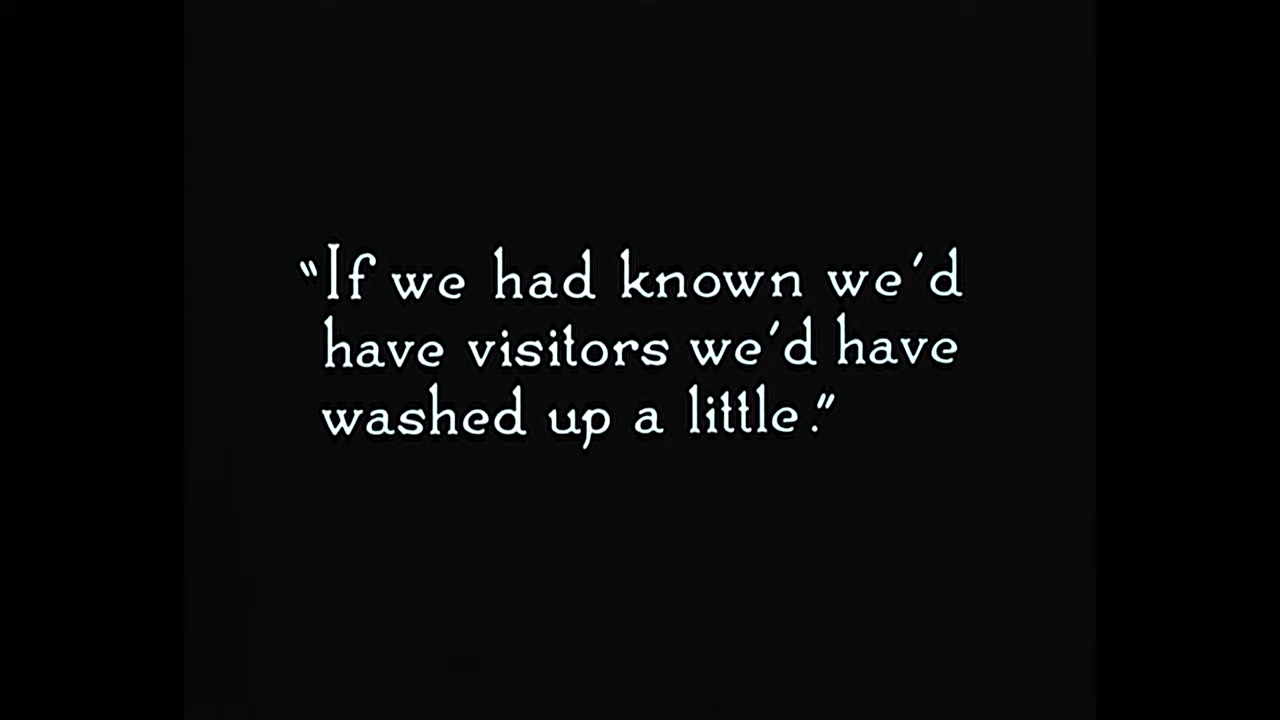 “If we had known we'd
have visitors we'd have
washed up a little.”